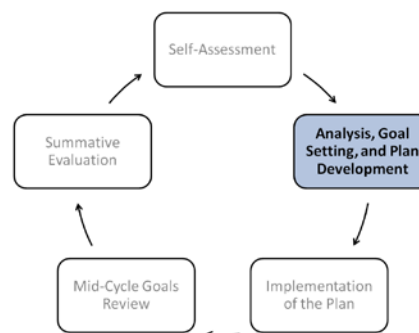 Self-Assessment
Analysis, Goal
Setting, and Plan
Development
Implementation
of the Plan
Mid-Cycle Goals
Review
Summative
Evaluation